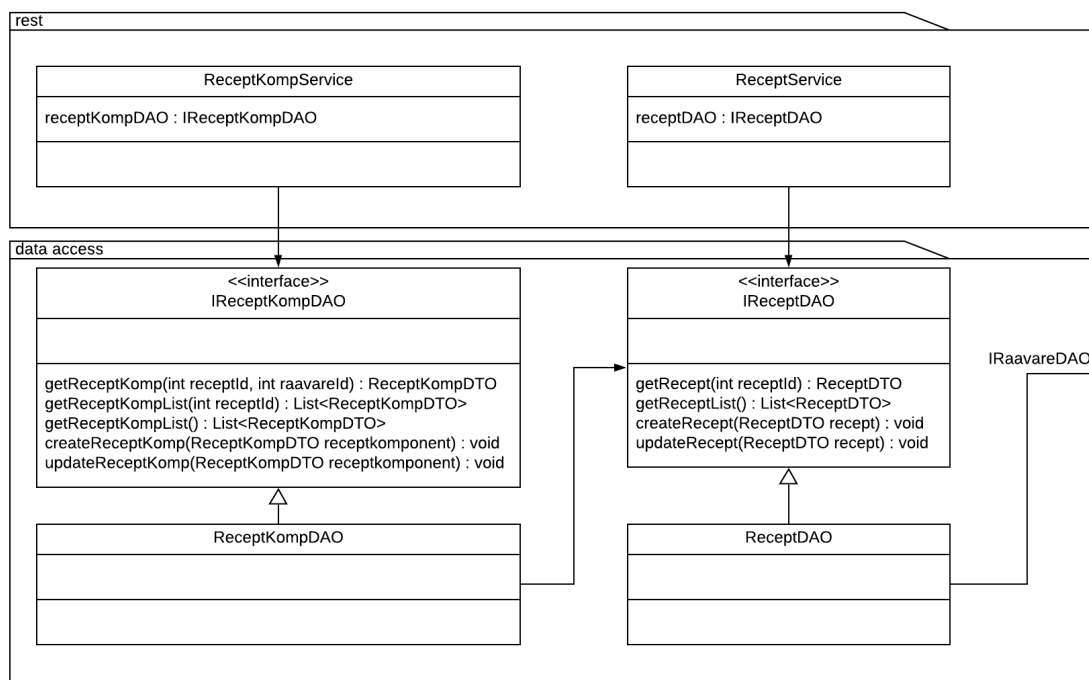 rest
ReceptKompService
receptKompDAO : IReceptKompDAO
ReceptService
receptDAO : IReceptDAO
data access
<<interface>>
IReceptKompDAO
getReceptKomp(int receptId, int raavareId) : ReceptKompDTO
getReceptKompList(int receptId) : List<ReceptKompDTO>
getReceptKompList() : List<ReceptKompDTO>
createReceptKomp(ReceptKompDTO receptkomponent) : void
updateReceptKomp(ReceptKompDTO receptkomponent) : void
<<interface>>
IReceptDAO
getRecept(int receptId) : ReceptDTO
getReceptList() : List<ReceptDTO>
createRecept(ReceptDTO recept) : void
updateRecept(ReceptDTO recept) : void
IRaavareDAO
ReceptKompDAO
ReceptDAO